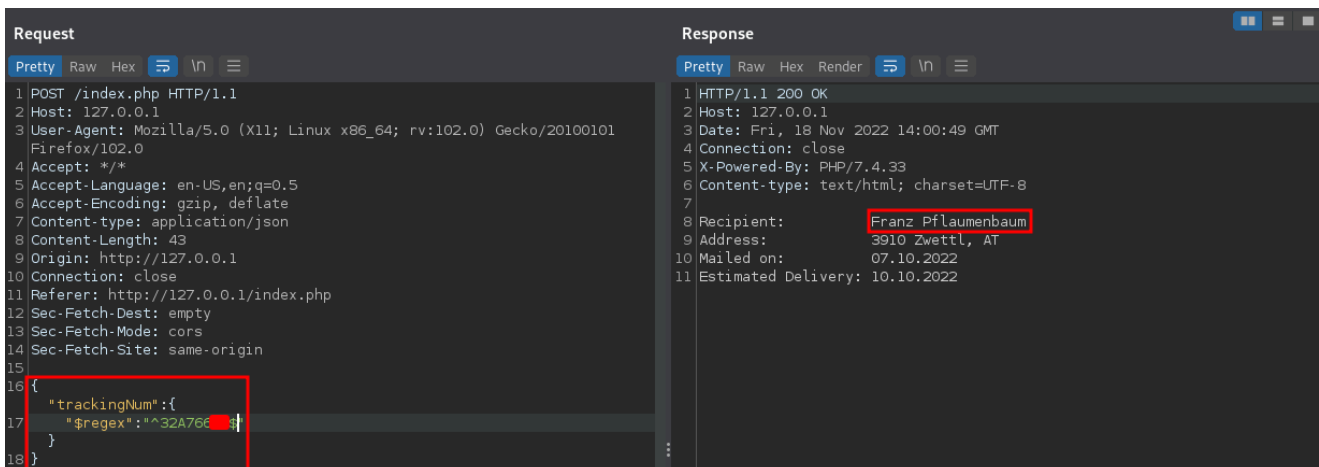 Request
Pretty Raw Hex \n
1 POST /index.php HTTP/1.1
2 Host: 127.0.0.1
3 User-Agent: Mozilla/5.0 (X11; Linux x86_64; rv:102.0) Gecko/20100101
Firefox/102.0
4 Accept: */*
5 Accept-Language: en-US,en;q=0.5
6 Accept-Encoding: gzip, deflate
7 Content-type: application/json
8 Content-Length: 43
9 Origin: http://127.0.0.1
10 Connection: close
11 Referer: http://127.0.0.1/index.php
12 Sec-Fetch-Dest: empty
13 Sec-Fetch-Mode: cors
14 Sec-Fetch-Site: same-origin
15
16 {
"trackingNum":{
17 "$regex":"^32A766 $"
}
18 }
Response
Pretty Raw Hex Render \n
1 HTTP/1.1 200 OK
2 Host: 127.0.0.1
3 Date: Fri, 18 Nov 2022 14:00:49 GMT
4 Connection: close
5 X-Powered-By: PHP/7.4.33
6 Content-type: text/html; charset=UTF-8
7
8 Recipient: Franz Pflaumenbaum
9 Address: 3910 Zwettl, AT
10 Mailed on: 07.10.2022
11 Estimated Delivery: 10.10.2022